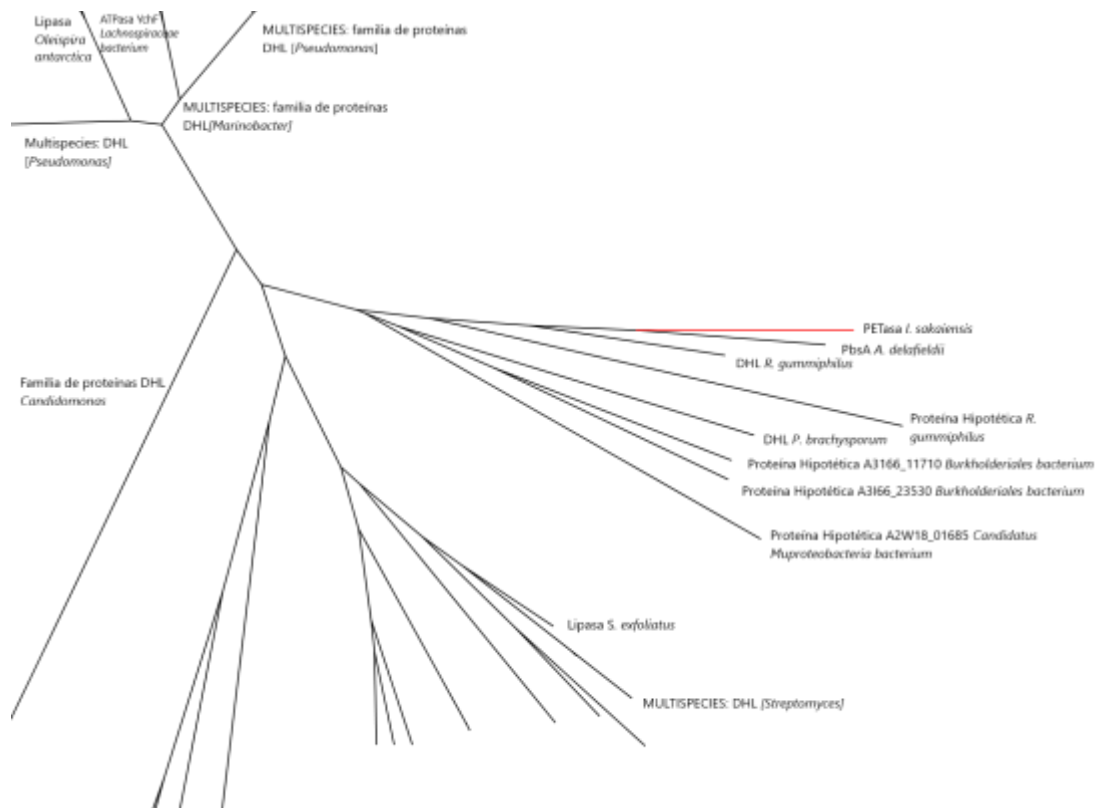 Lipasa
Oleispira
antarctica
ATPasa YchF
Lachnospiraceae
bacterium
MULTISPECIES: familia de proteínas
DHL [Pseudomonas]
MULTISPECIES: familia de proteínas
DHL[Marinobacter]
Multispecies: DHL
[Pseudomonas]
PETasa I. sakaiensis
PbsA A. delafieldii
DHL R. gummiphilus
Familia de proteínas DHL
Candidomonas
Proteína Hipotética R.
gummiphilus
DHL P. brachysporum
Proteína Hipotética A3166_11710 Burkholderiales bacterium
Proteína Hipotética A3I66_23530 Burkholderiales bacterium
Proteína Hipotética A2W18_01685 Candidatus
Muproteobacteria bacterium
Lipasa S. exfoliatus
MULTISPECIES: DHL [Streptomyces]